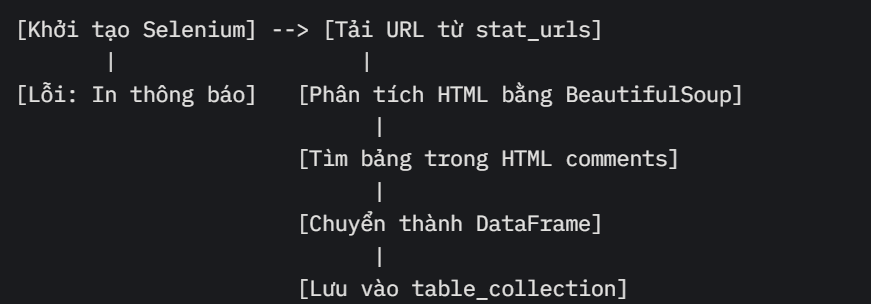 [Khởi tạo Selenium] --> [Tải URL từ stat_urls]
         |                       |
[Lỗi: In thông báo]   [Phân tích HTML bằng BeautifulSoup]
                                 |
                      [Tìm bảng trong HTML comments]
                                 |
                      [Chuyển thành DataFrame]
                                 |
                      [Lưu vào table_collection]